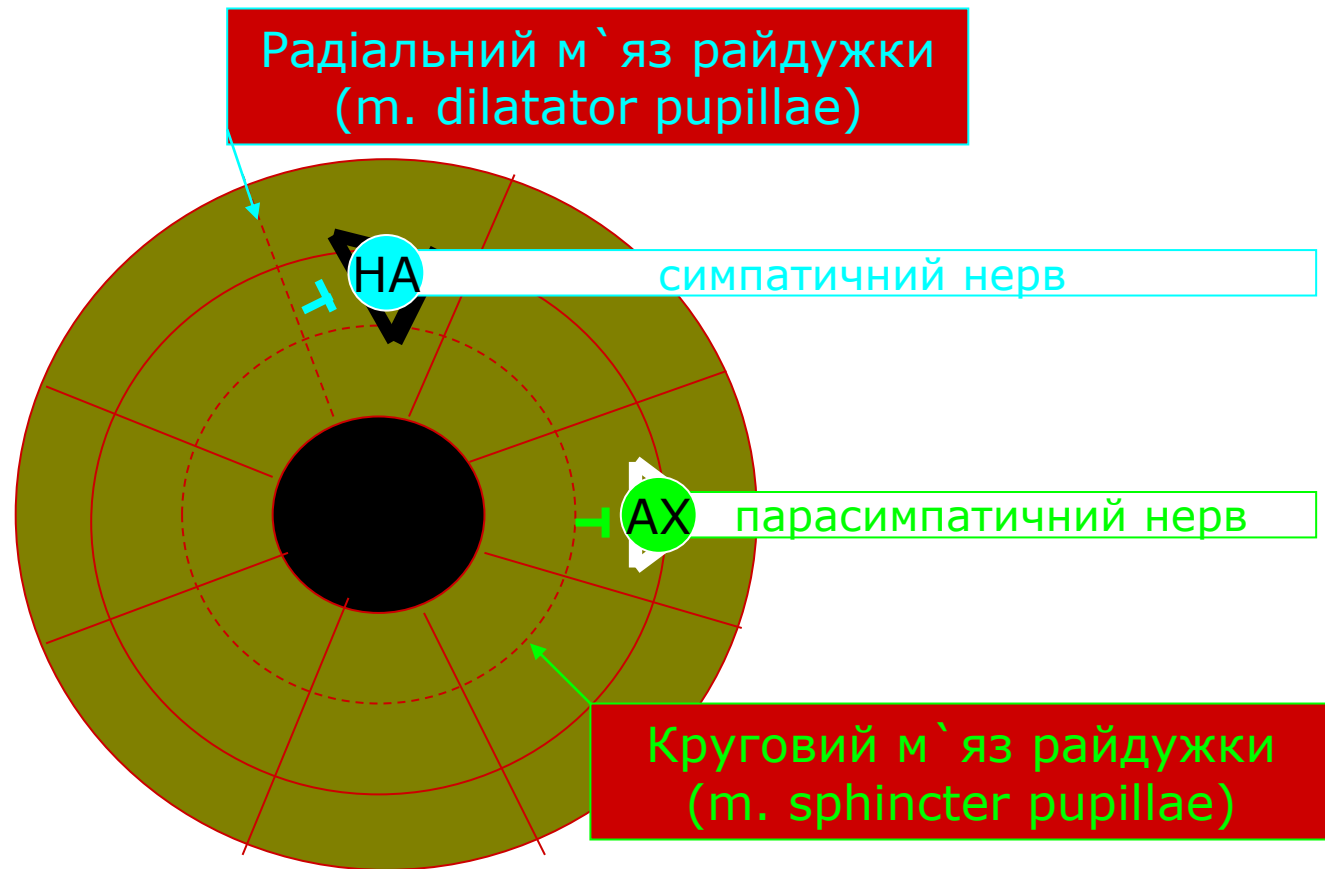 Радіальний м`яз райдужки
(m. dilatator pupillae)
НА
симпатичний нерв
АХ
парасимпатичний нерв
Круговий м`яз райдужки
(m. sphincter pupillae)